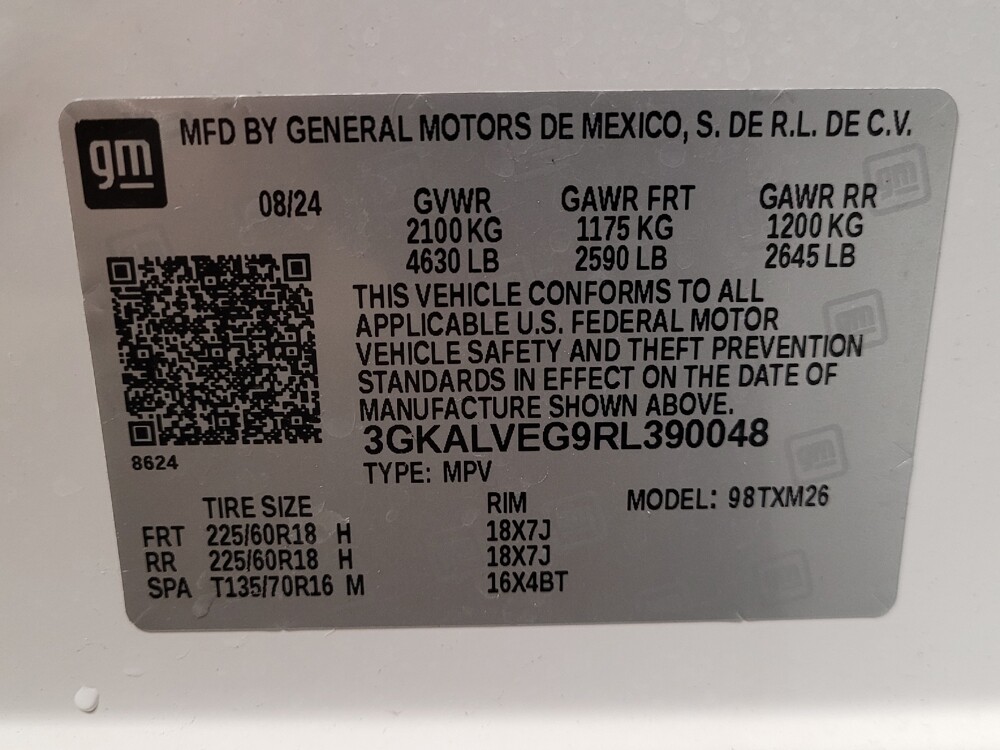 gm
MFD BY GENERAL MOTORS DE MEXICO, S. DE R.L. DE C.V.
08/24 GVWR GAWR FRT GAWR RR
2100 KG 1175 KG 1200 KG
4630 LB 2590 LB 2645 LB
THIS VEHICLE CONFORMS TO ALL
APPLICABLE U.S. FEDERAL MOTOR
VEHICLE SAFETY AND THEFT PREVENTION
STANDARDS IN EFFECT ON THE DATE OF
MANUFACTURE SHOWN ABOVE.
3GKALVEG9RL390048
8624
TYPE: MPV
TIRE SIZE RIM MODEL: 98TXM26
FRT 225/60R18 H 18X7J
RR 225/60R18 H 18X7J
SPA T135/70R16 M 16X4BT